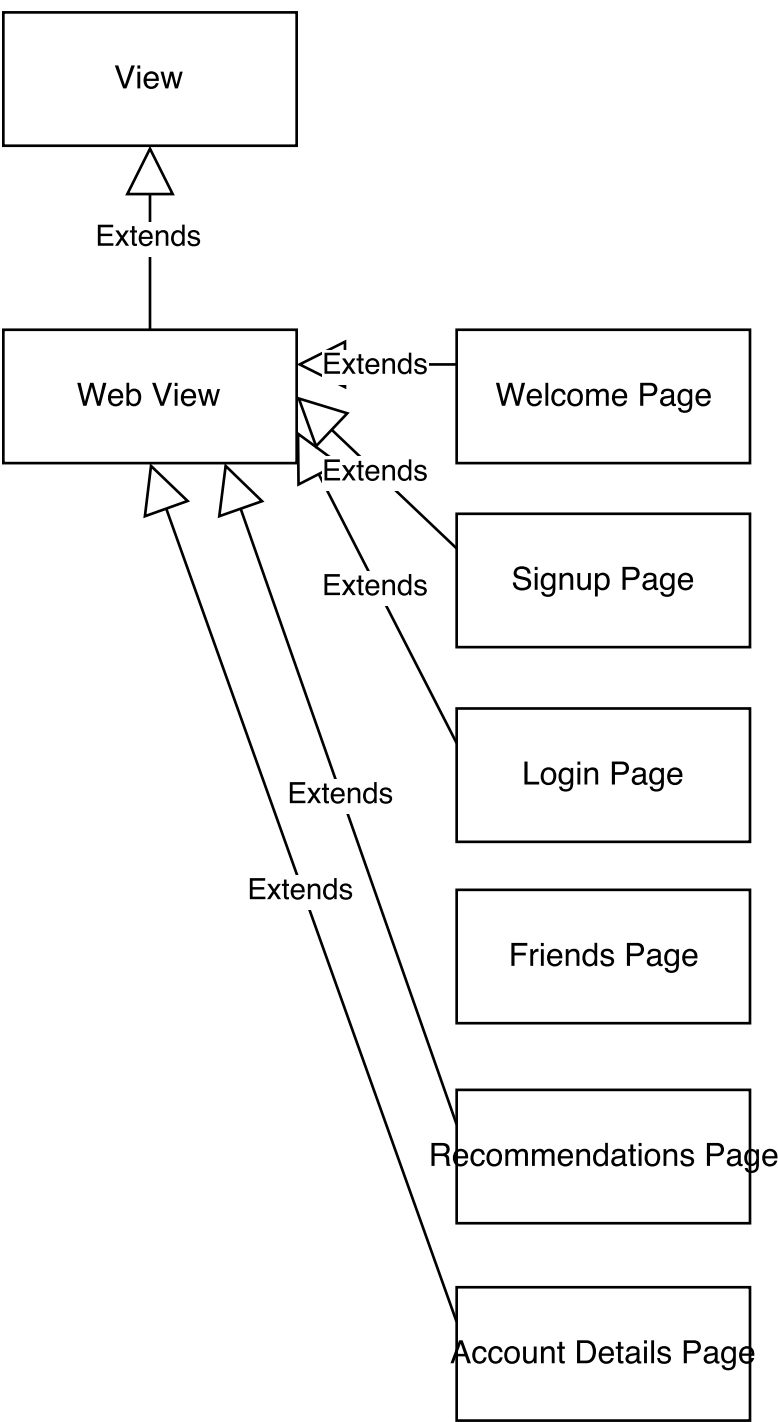 View
Extends
Web View
Extends
Welcome Page
Extends
Signup Page
Extends
Login Page
Extends
Extends
Friends Page
Recommendations Page
Account Details Page